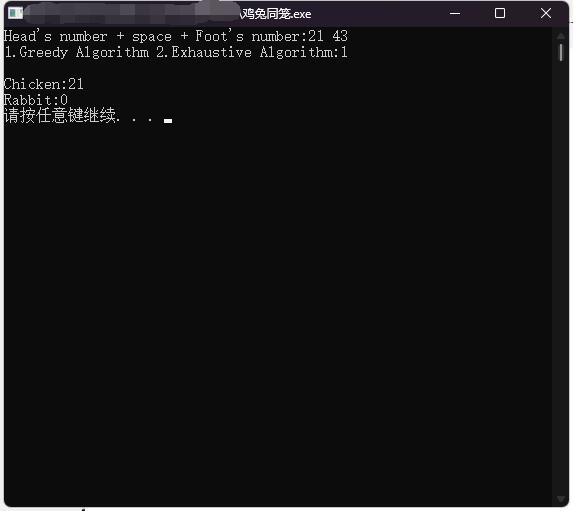 \鸡兔同笼.exe
Head's number + space + Foot's number:21 43
1.Greedy Algorithm 2.Exhaustive Algorithm:1
Chicken:21
Rabbit:0
请按任意键继续. . .